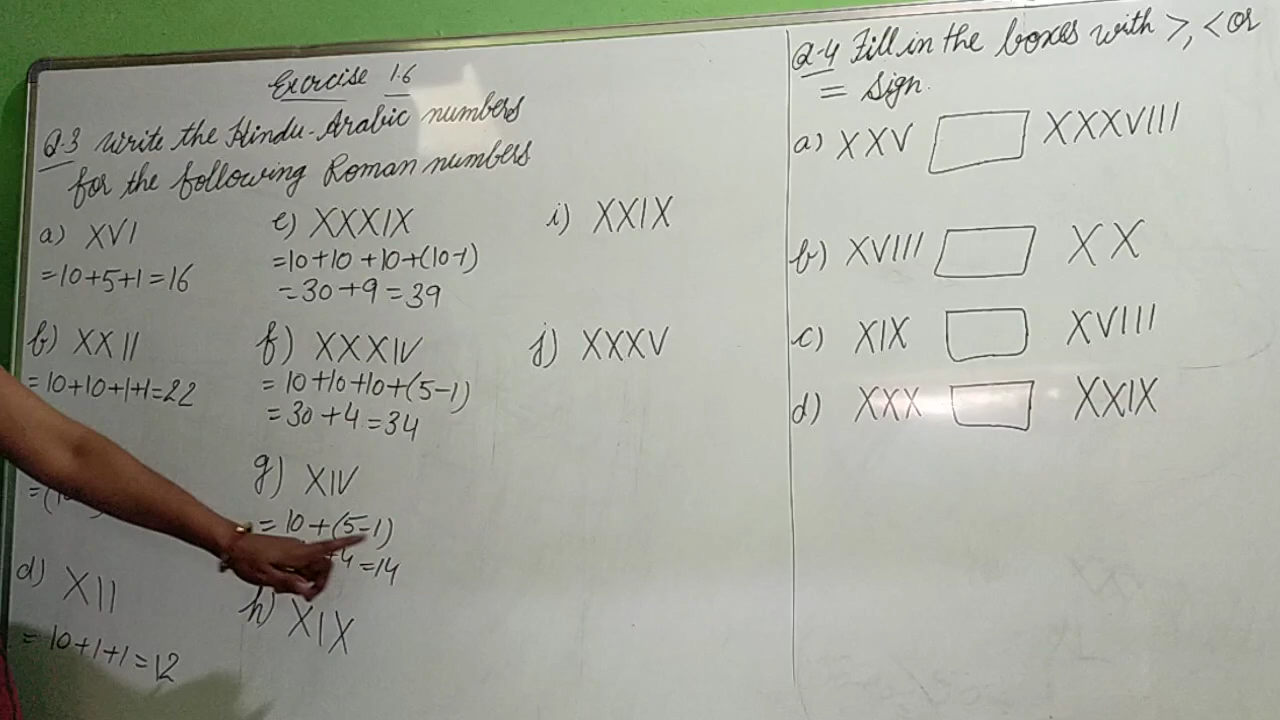 Exercise 1.6
Q.3 Write the Hindu-Arabic numbers
for the following Roman numbers
a) XVI
=10+5+1=16
b) XXII
=10+10+1+1=22
=(1
d) XII
=10+1+1=12
e) XXXIX
=10+10+10+(10-1)
=30+9=39
f) XXXIV
=10+10+10+(5-1)
=30+4=34
g) XIV
=10+(5-1)
+4=14
h) XIX
i) XXIX
j) XXXV
Q-4 Fill in the boxes with >, < or
= sign.
a) XXV XXXVIII
b) XVIII XX
c) XIX XVIII
d) XXX XXIX